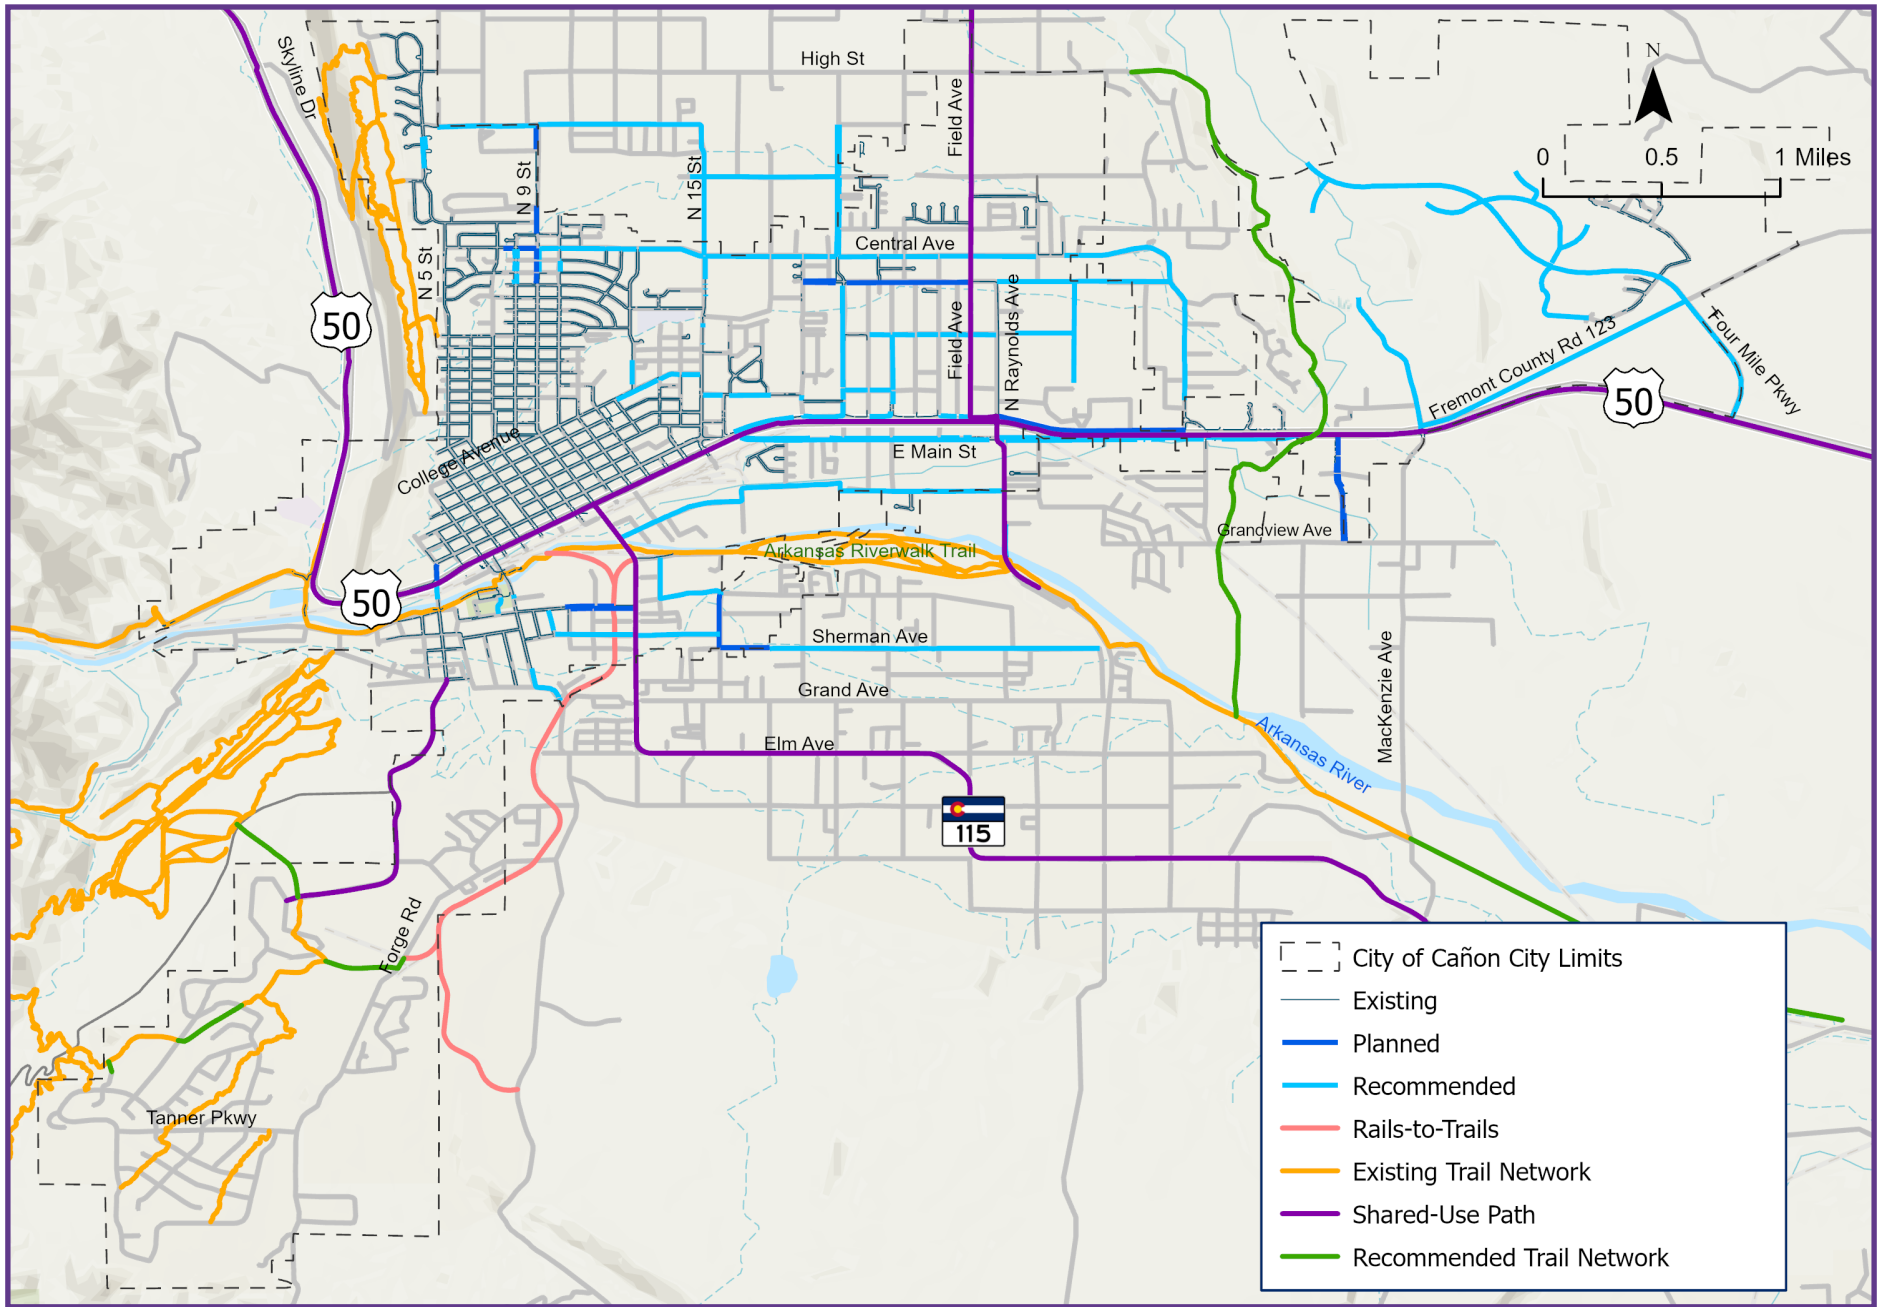 High St
Skyline Dr
Field Ave
N
0 0.5 1 Miles
N 9 St
N 15 St
N 5 St
Central Ave
50
Field Ave
N Raynolds Ave
Fremont County Rd 123
Four Mile Pkwy
50
College Avenue
E Main St
Grandview Ave
Arkansas Riverwalk Trail
50
Sherman Ave
MacKenzie Ave
Grand Ave
Elm Ave
Arkansas River
115
Forge Rd
Tanner Pkwy
City of Cañon City Limits
Existing
Planned
Recommended
Rails-to-Trails
Existing Trail Network
Shared-Use Path
Recommended Trail Network